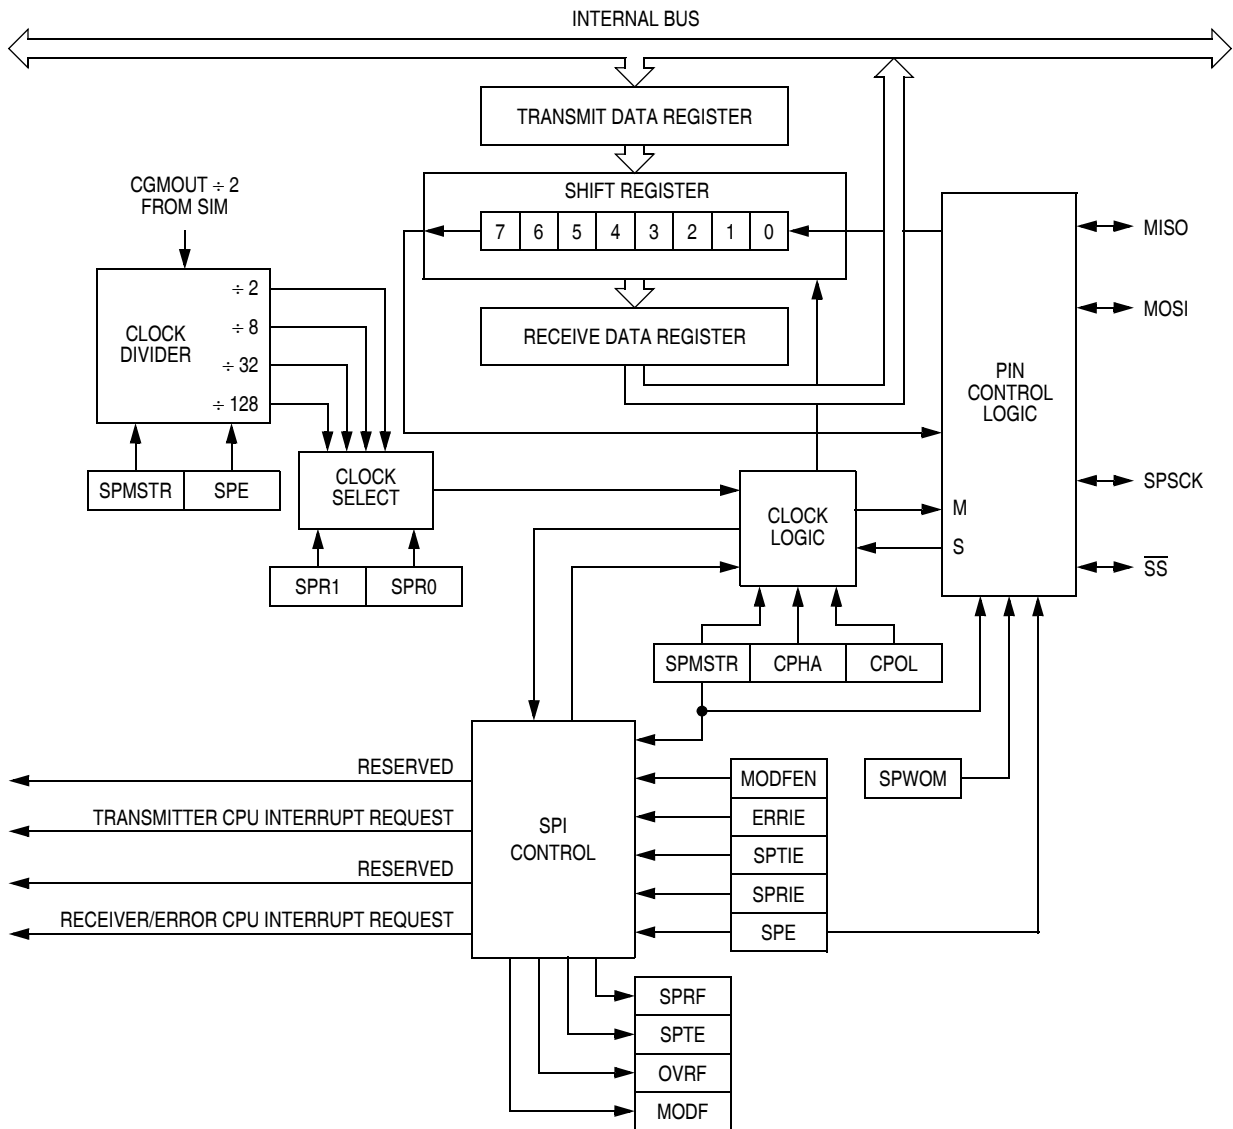 INTERNAL BUS
TRANSMIT DATA REGISTER
CGMOUT ÷ 2
FROM SIM
SHIFT REGISTER
7 6 5 4 3 2 1 0
MISO
÷ 2
CLOCK
DIVIDER
÷ 8
÷ 32
÷ 128
RECEIVE DATA REGISTER
MOSI
PIN
CONTROL
LOGIC
SPMSTR SPE
CLOCK
SELECT
SPSCK
CLOCK
LOGIC
M
S
SS
SPR1 SPR0
SPMSTR CPHA CPOL
RESERVED
TRANSMITTER CPU INTERRUPT REQUEST
RESERVED
RECEIVER/ERROR CPU INTERRUPT REQUEST
SPI
CONTROL
MODFEN
ERRIE
SPTIE
SPRIE
SPE
SPWOM
SPRF
SPTE
OVRF
MODF